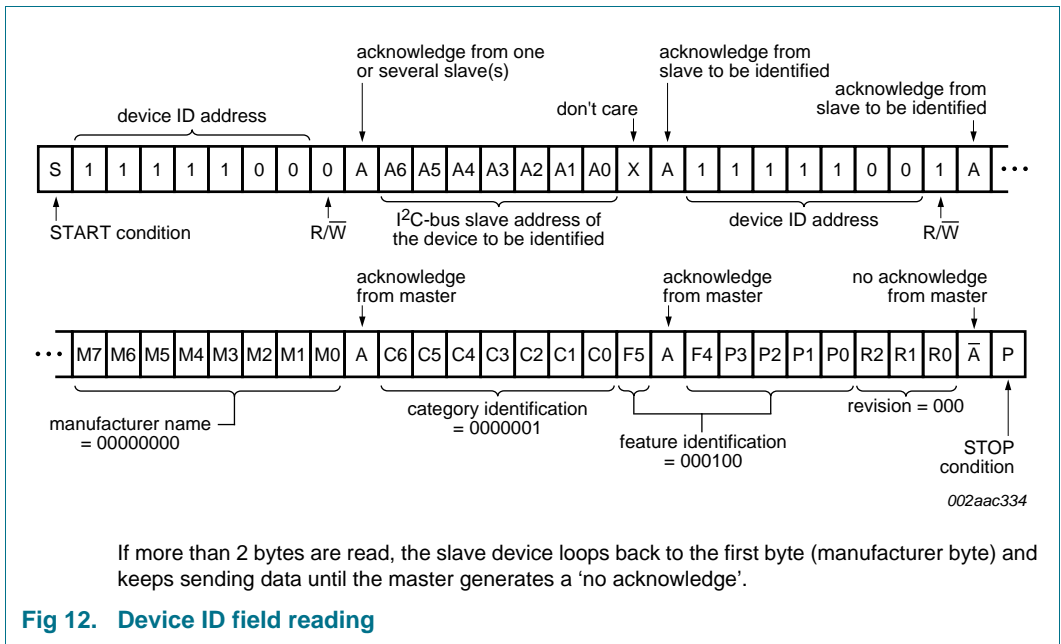 acknowledge from one
or several slave(s)
acknowledge from
slave to be identified
acknowledge from
slave to be identified
device ID address
don't care
S 1 1 1 1 1 0 0 0 A A6 A5 A4 A3 A2 A1 A0 X A 1 1 1 1 1 0 0 1 A •••
START condition
R/W̅
I²C-bus slave address of
the device to be identified
device ID address
R/W̅
acknowledge
from master
acknowledge
from master
no acknowledge
from master
••• M7 M6 M5 M4 M3 M2 M1 M0 A C6 C5 C4 C3 C2 C1 C0 F5 A F4 P3 P2 P1 P0 R2 R1 R0 A̅ P
manufacturer name
= 00000000
category identification
= 0000001
feature identification
= 000100
revision = 000
STOP
condition
002aac334
If more than 2 bytes are read, the slave device loops back to the first byte (manufacturer byte) and
keeps sending data until the master generates a ‘no acknowledge’.
Fig 12. Device ID field reading